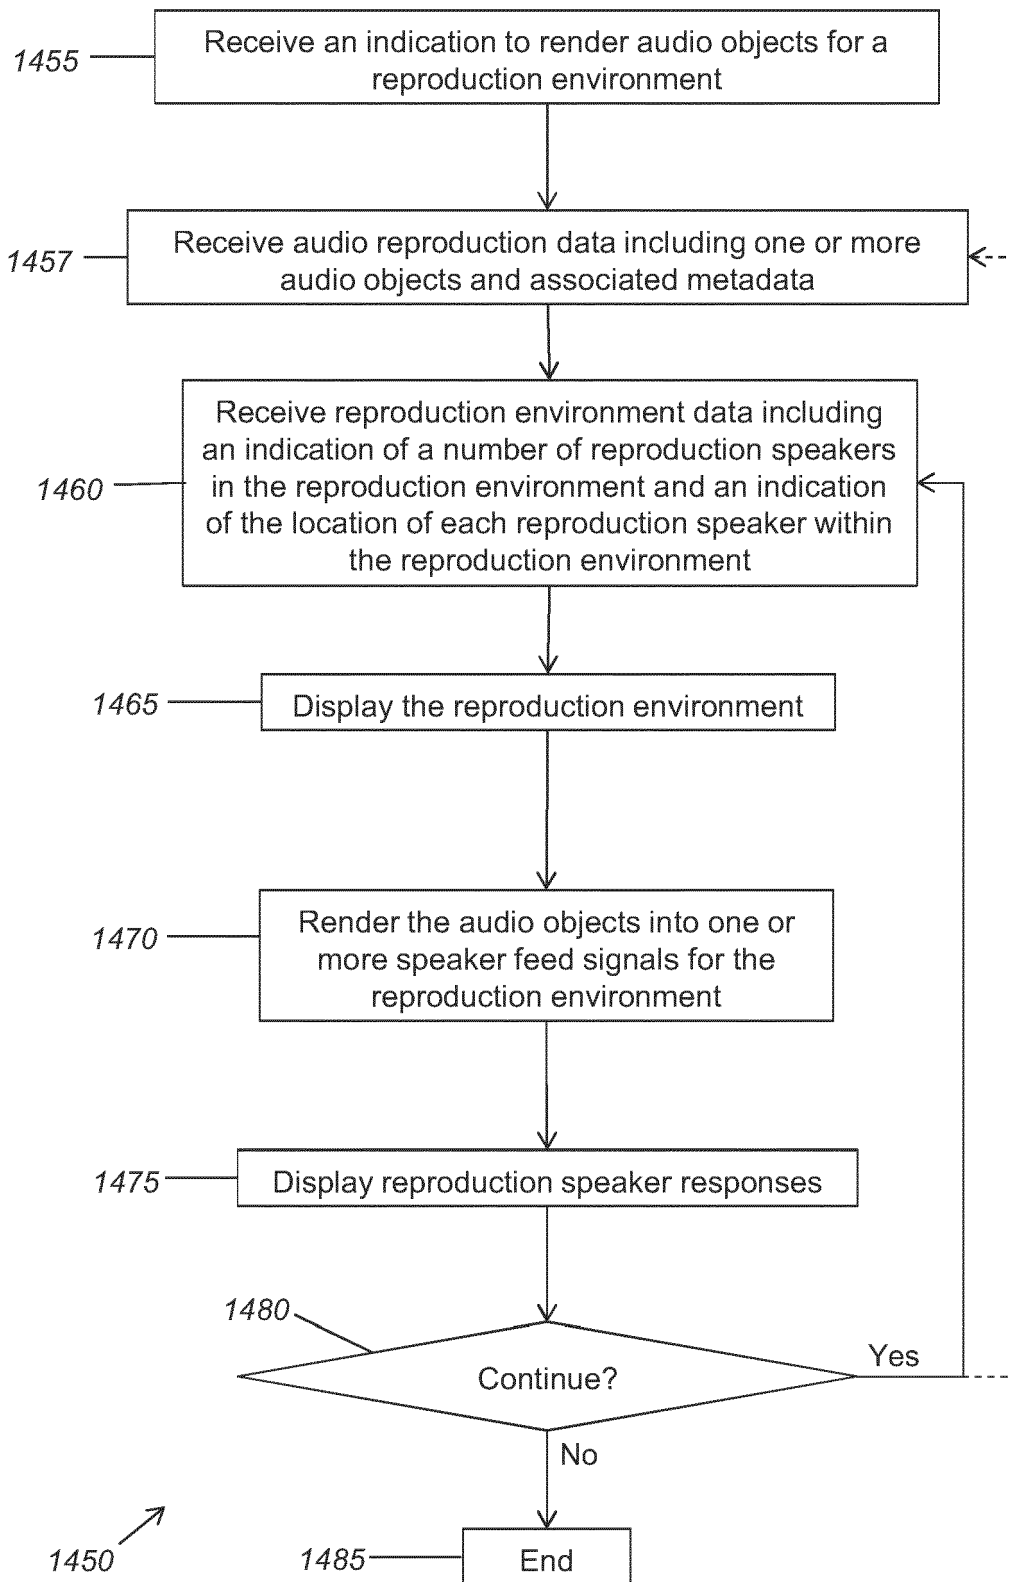 1455
Receive an indication to render audio objects for a
reproduction environment
1457
Receive audio reproduction data including one or more
audio objects and associated metadata
1460
Receive reproduction environment data including
an indication of a number of reproduction speakers
in the reproduction environment and an indication
of the location of each reproduction speaker within
the reproduction environment
1465
Display the reproduction environment
1470
Render the audio objects into one or
more speaker feed signals for the
reproduction environment
1475
Display reproduction speaker responses
1480
Continue?
Yes
No
1450
1485
End